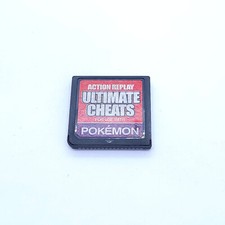 ACTION REPLAY
ULTIMATE
CHEATS
POKÉMON